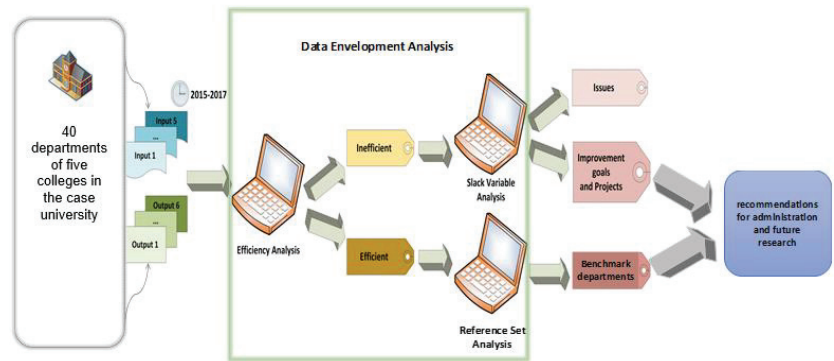 40
departments
of five
colleges in
the case
university
2015-2017
Input 5
...
Input 1
Output 6
...
Output 1
Data Envelopment Analysis
Efficiency Analysis
Inefficient
Efficient
Slack Variable
Analysis
Reference Set
Analysis
Issues
Improvement
goals
and Projects
Benchmark
departments
recommendations
for administration
and future
research